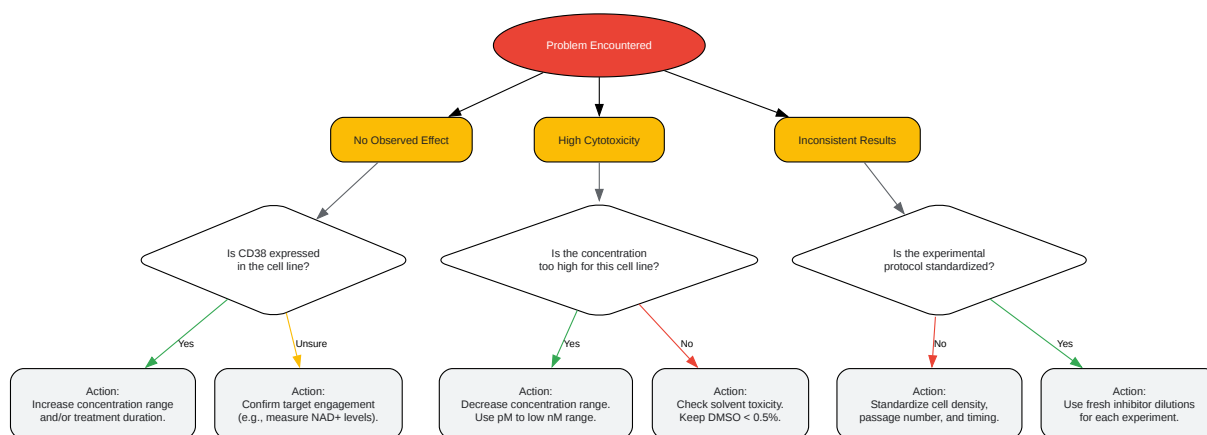 Problem Encountered
No Observed Effect
High Cytotoxicity
Inconsistent Results
Is CD38 expressed
in the cell line?
Is the concentration
too high for this cell line?
Is the experimental
protocol standardized?
Yes
Unsure
Yes
No
No
Yes
Action:
Increase concentration range
and/or treatment duration.
Action:
Confirm target engagement
(e.g., measure NAD+ levels).
Action:
Decrease concentration range.
Use pM to low nM range.
Action:
Check solvent toxicity.
Keep DMSO < 0.5%.
Action:
Standardize cell density,
passage number, and timing.
Action:
Use fresh inhibitor dilutions
for each experiment.